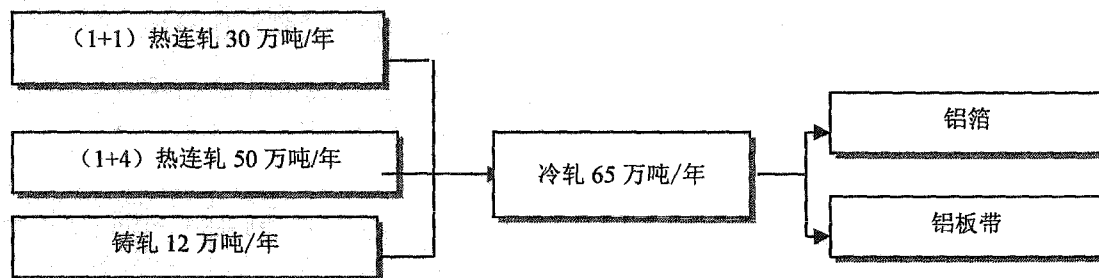 （1+1）热连轧 30 万吨/年
（1+4）热连轧 50 万吨/年
铸轧 12 万吨/年
冷轧 65 万吨/年
铝箔
铝板带